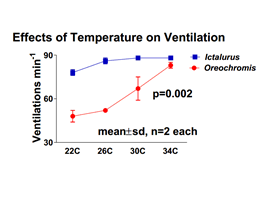 Effects of Temperature on Ventilation
Ventilations min-1
90
60
30
22C 26C 30C 34C
Ictalurus
Oreochromis
p=0.002
mean±sd, n=2 each